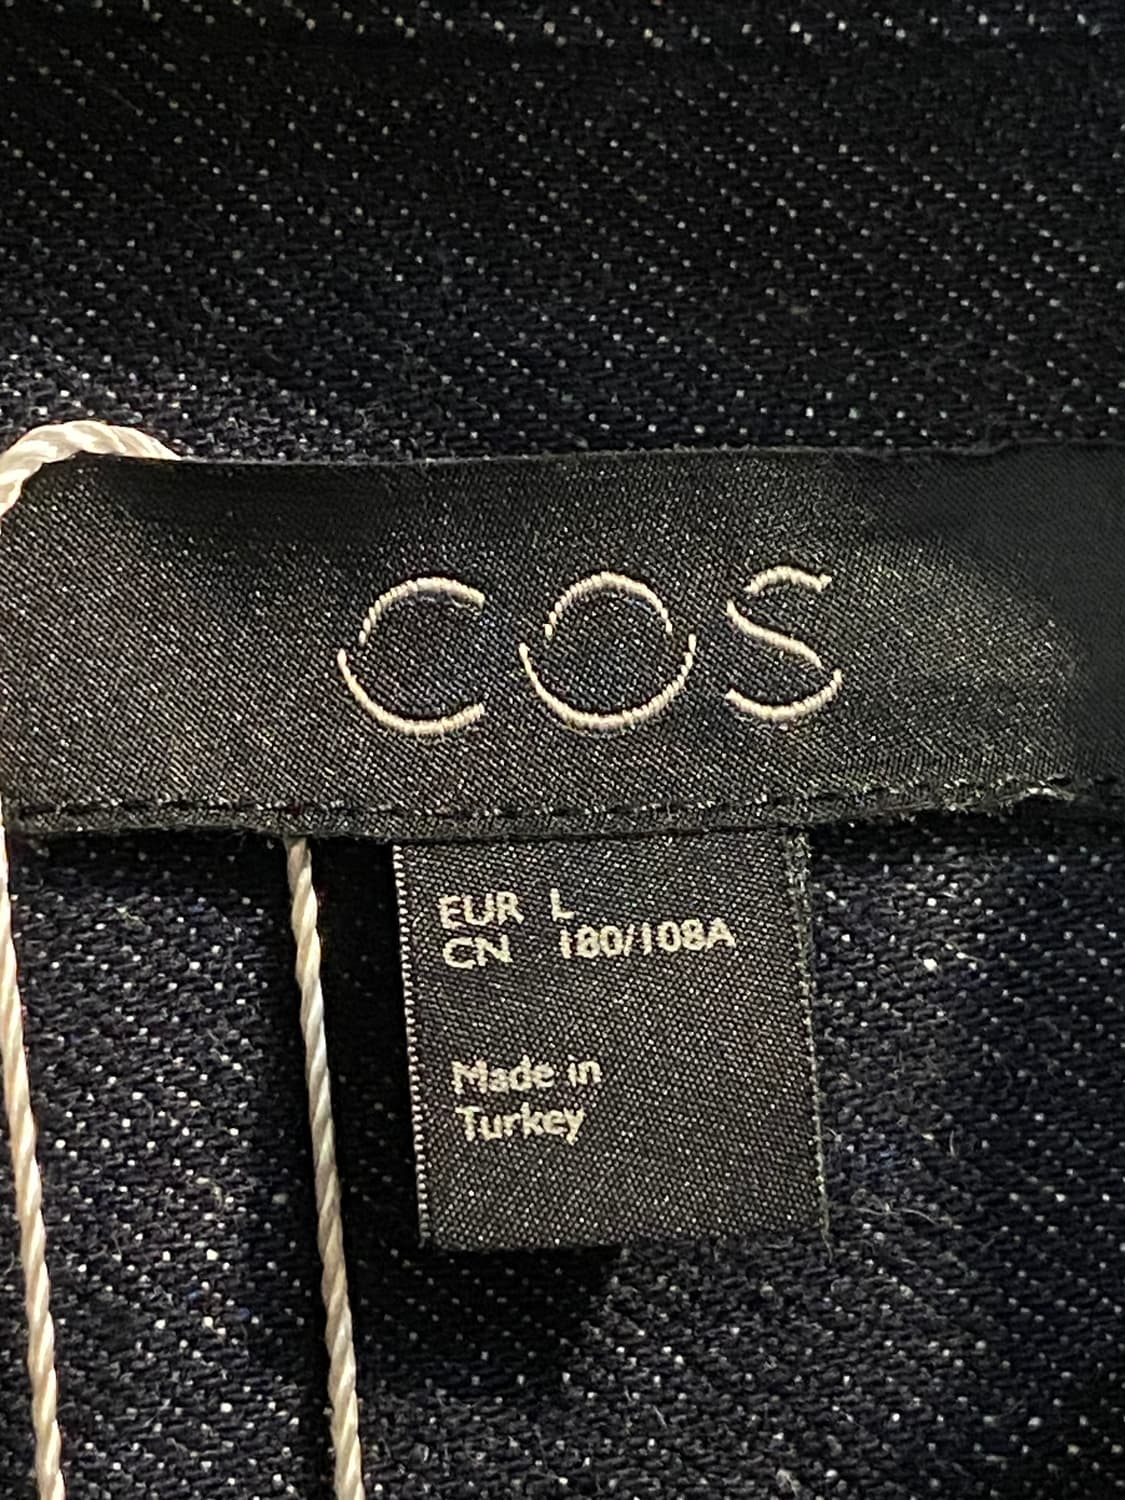 COS
EUR L
CN 180/108A
Made in
Turkey